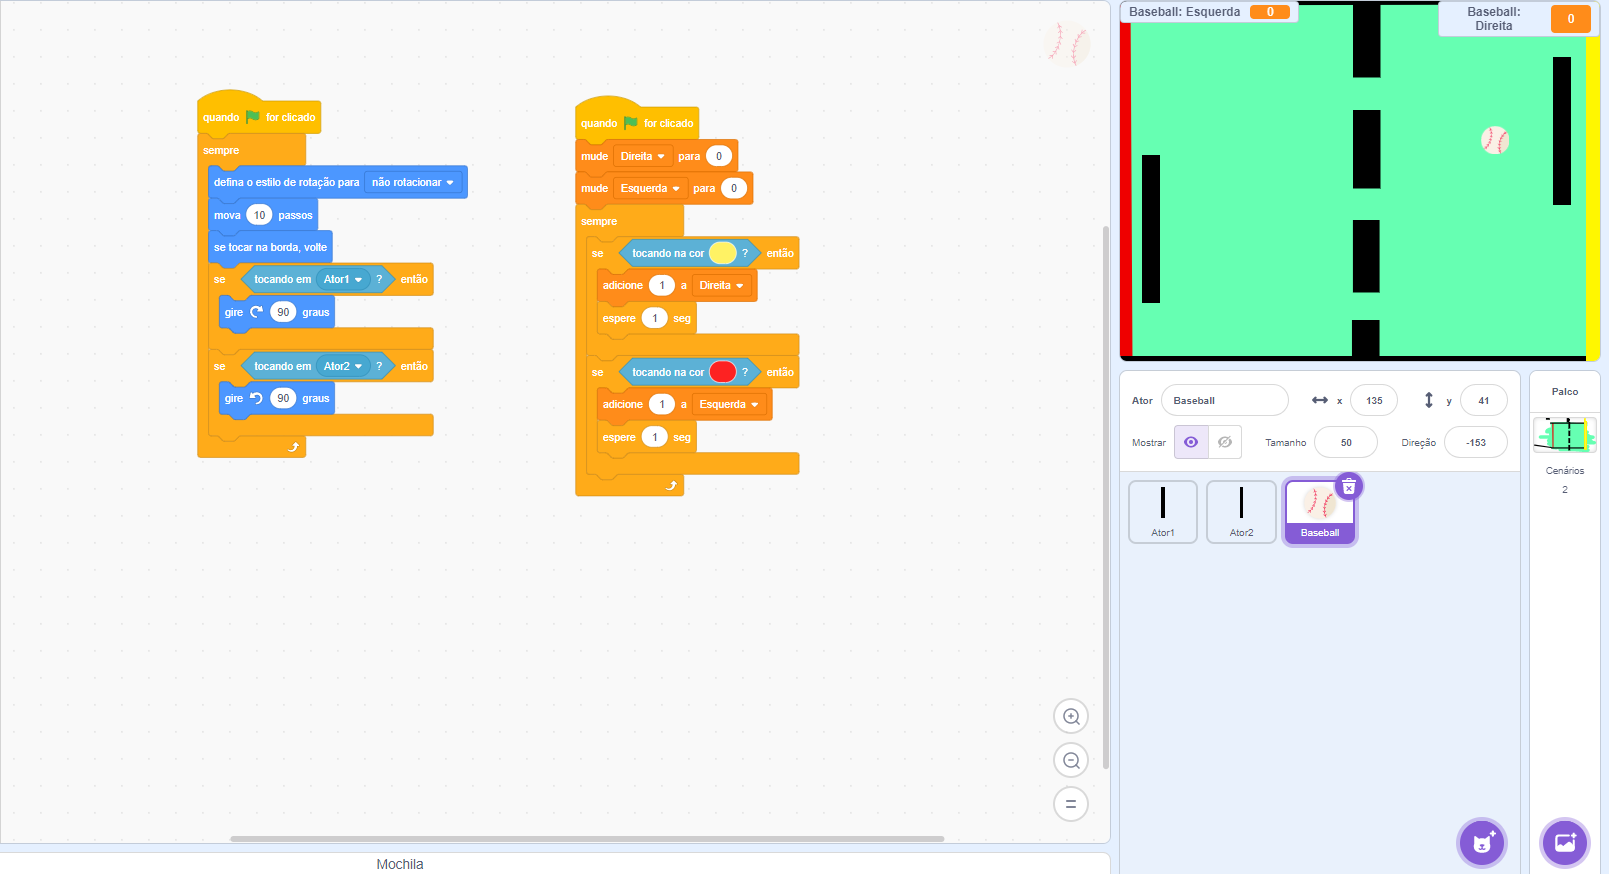 quando for clicado
sempre
defina o estilo de rotação para não rotacionar
mova 10 passos
se tocar na borda, volte
se tocando em Ator1 ? então
gire 90 graus
se tocando em Ator2 ? então
gire 90 graus
quando for clicado
mude Direita para 0
mude Esquerda para 0
sempre
se tocando na cor ? então
adicione 1 a Direita
espere 1 seg
se tocando na cor ? então
adicione 1 a Esquerda
espere 1 seg
Mochila
Baseball: Esquerda 0
Baseball: Direita 0
Ator Baseball x 135 y 41
Mostrar Tamanho 50 Direção -153
Ator1
Ator2
Baseball
Palco
Cenários
2